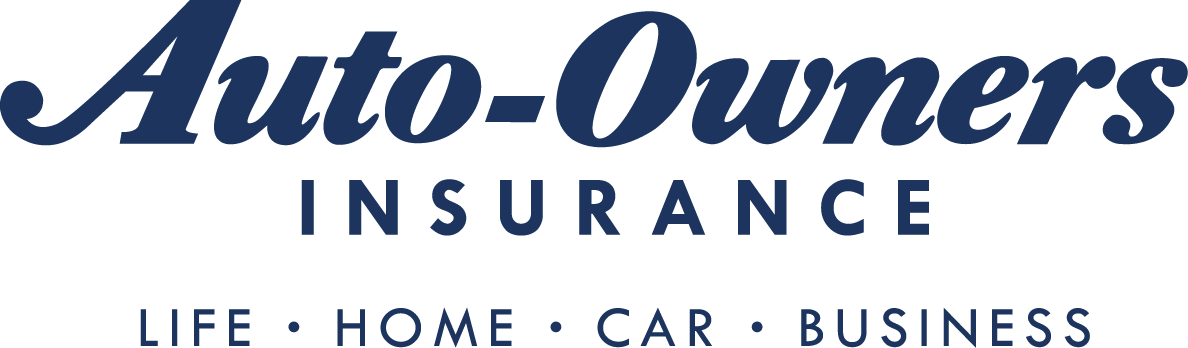 Auto-Owners
INSURANCE
LIFE • HOME • CAR • BUSINESS